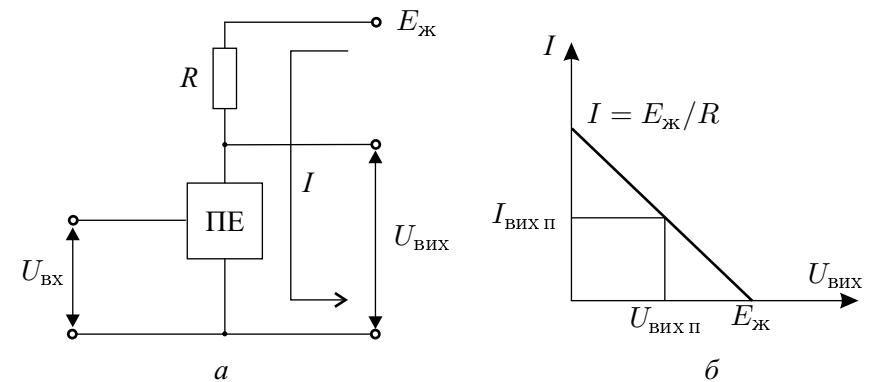 Eж
R
I
ПЕ
Uвх
Uвих
а
I
I = Eж/R
Iвих п
Uвих
Uвих п
Eж
б